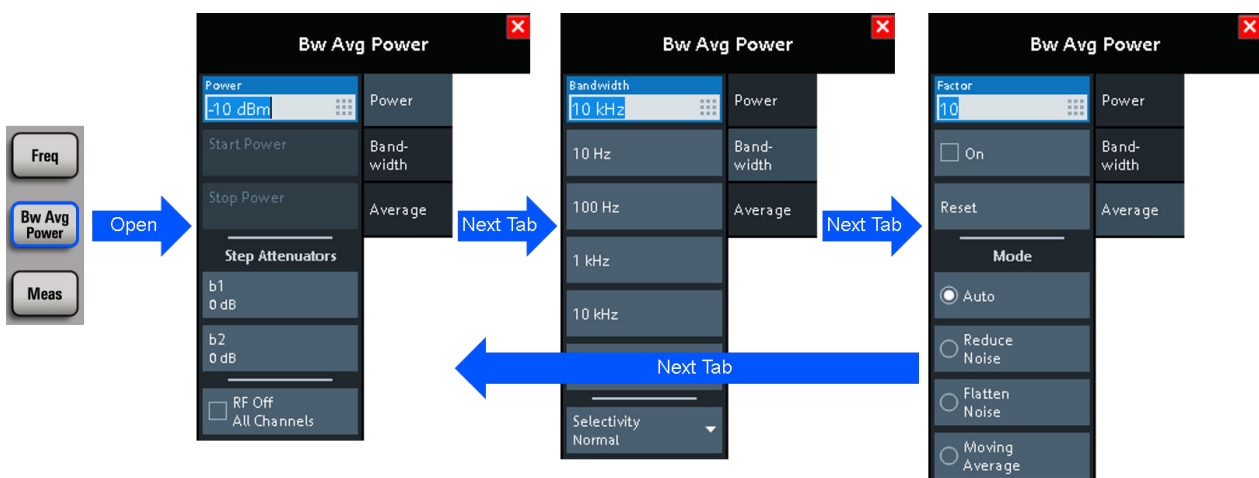 Freq
Bw Avg
Power
Meas
Open
Bw Avg Power
Power
-10 dBm
Start Power
Stop Power
Step Attenuators
b1
0 dB
b2
0 dB
RF Off
All Channels
Power
Band-
width
Average
Next Tab
Bw Avg Power
Bandwidth
10 kHz
10 Hz
100 Hz
1 kHz
10 kHz
Selectivity
Normal
Power
Band-
width
Average
Next Tab
Bw Avg Power
Factor
10
On
Reset
Mode
Auto
Reduce
Noise
Flatten
Noise
Moving
Average
Power
Band-
width
Average
Next Tab